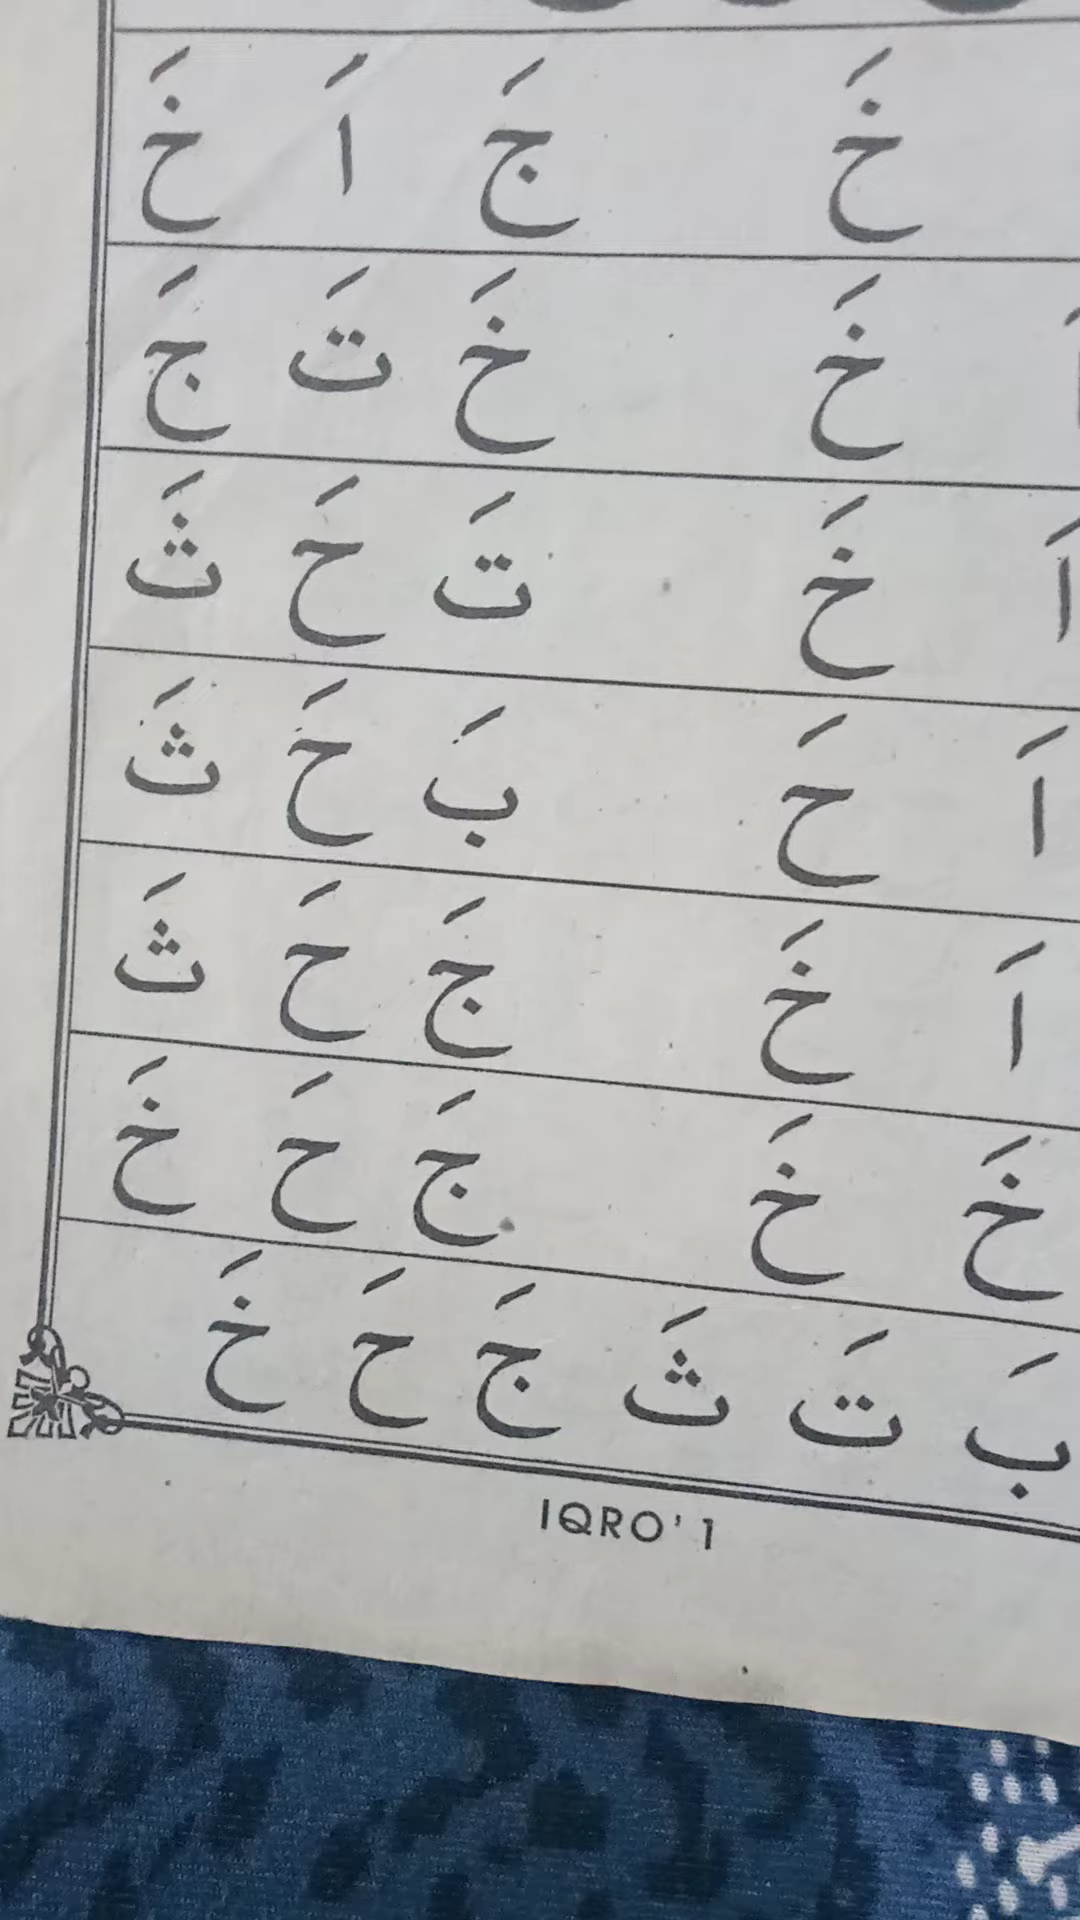 خَ جَ اَ خَ
خَ خَ تَ جَ
اَ خَ تَ حَ ثَ
اَ حَ بَ حَ ثَ
اَ خَ جَ حَ ثَ
خَ خَ جَ حَ خَ
بَ تَ ثَ جَ حَ خَ
IQRO' 1